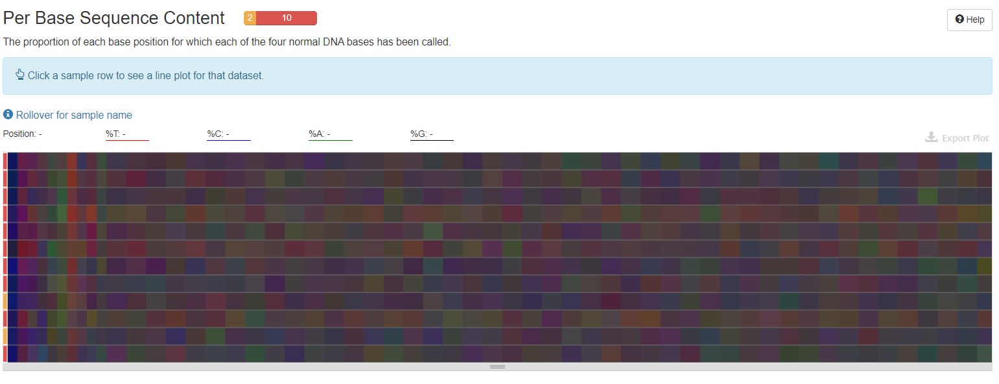 Per Base Sequence Content 2 10
Help
The proportion of each base position for which each of the four normal DNA bases has been called.
Click a sample row to see a line plot for that dataset.
Rollover for sample name
Position: - %T: - %C: - %A: - %G: -
Export Plot